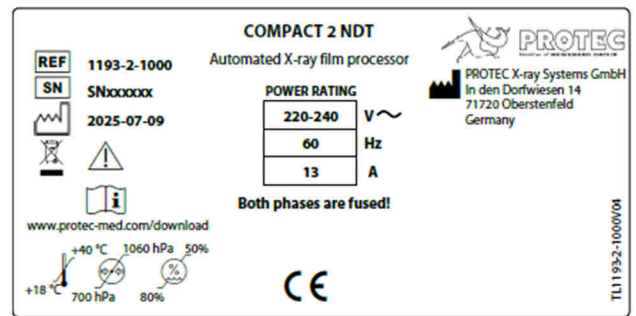 COMPACT 2 NDT
Automated X-ray film processor
REF 1193-2-1000
SN SNxxxxxx
2025-07-09
i
www.protec-med.com/download
+40 °C
+18 °C
1060 hPa
700 hPa
50%
%
80%
POWER RATING
220-240 V
60 Hz
13 A
Both phases are fused!
CE
PROTEC
PROTEC X-ray Systems GmbH
In den Dorfwiesen 14
71720 Oberstenfeld
Germany
TL1193-2-1000V04